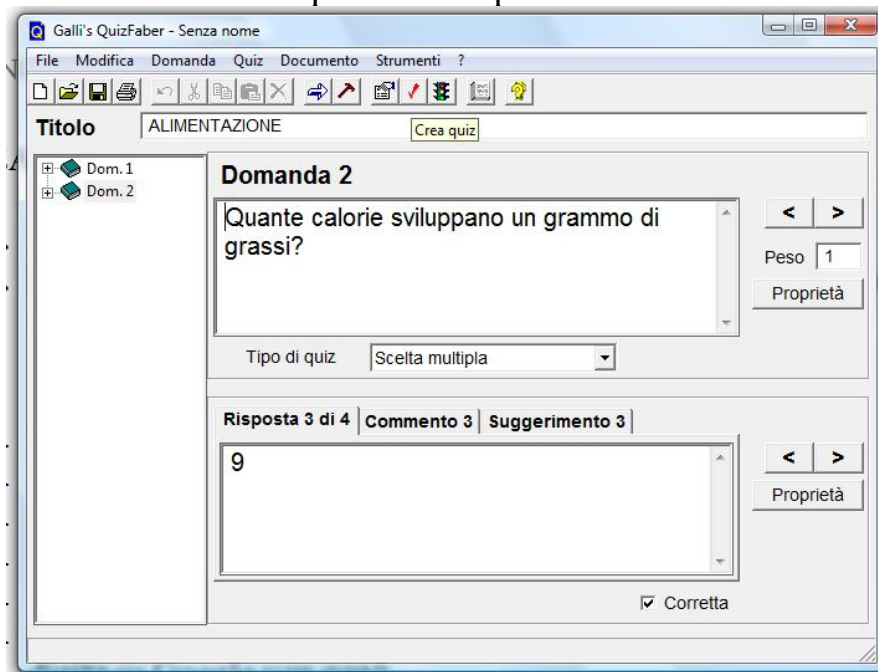 Galli's QuizFaber - Senza nome
File Modifica Domanda Quiz Documento Strumenti ?
Titolo ALIMENTAZIONE
Crea quiz
Dom. 1
Dom. 2
Domanda 2
Quante calorie sviluppano un grammo di
grassi?
< >
Peso 1
Proprietà
Tipo di quiz Scelta multipla
Risposta 3 di 4 Commento 3 Suggerimento 3
9
< >
Proprietà
Corretta